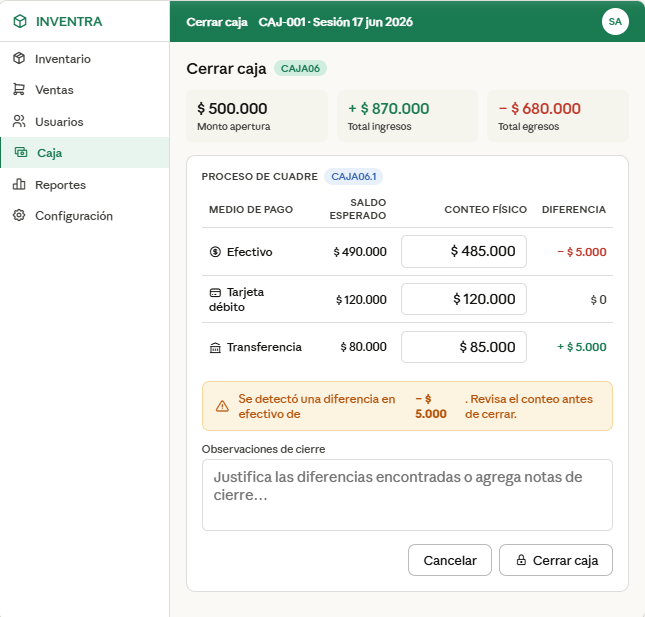 INVENTRA
Cerrar caja CAJ-001 · Sesión 17 jun 2026
SA
Inventario
Ventas
Usuarios
Caja
Reportes
Configuración
Cerrar caja CAJA06
$ 500.000
Monto apertura
+ $ 870.000
Total ingresos
− $ 680.000
Total egresos
PROCESO DE CUADRE CAJA06.1
MEDIO DE PAGO
SALDO
ESPERADO
CONTEO FÍSICO
DIFERENCIA
Efectivo
$ 490.000
$ 485.000
− $ 5.000
Tarjeta
débito
$ 120.000
$ 120.000
$ 0
Transferencia
$ 80.000
$ 85.000
+ $ 5.000
Se detectó una diferencia en
efectivo de
− $
5.000
. Revisa el conteo antes
de cerrar.
Observaciones de cierre
Justifica las diferencias encontradas o agrega notas de
cierre...
Cancelar
Cerrar caja